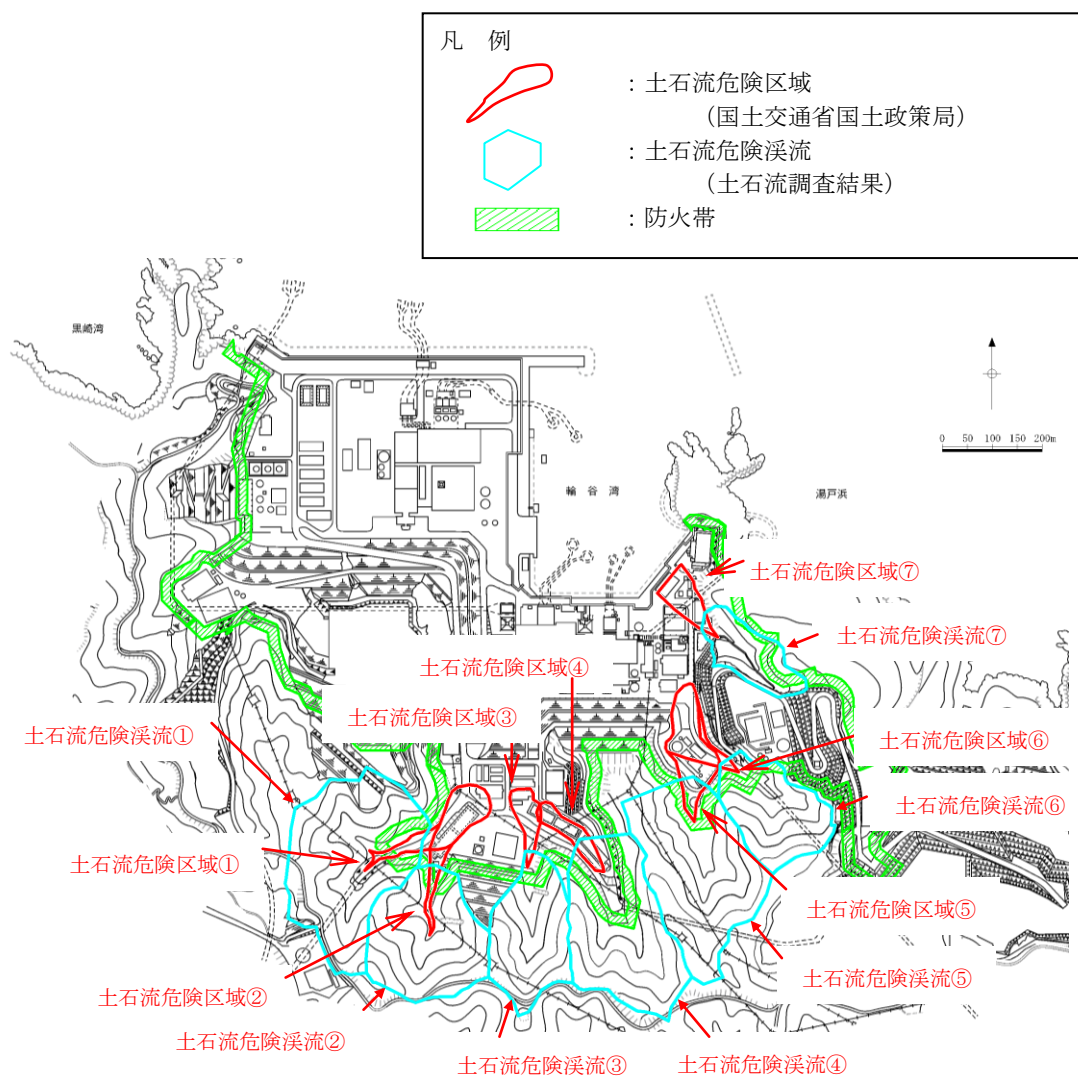 凡 例
：土石流危険区域
（国土交通省国土政策局）
：土石流危険渓流
（土石流調査結果）
：防火帯
黒崎湾
0 50 100 150 200m
輪谷湾
湯戸浜
土石流危険区域⑦
土石流危険渓流⑦
土石流危険区域④
土石流危険区域③
土石流危険渓流①
土石流危険区域⑥
土石流危険渓流⑥
土石流危険区域①
土石流危険区域⑤
土石流危険渓流⑤
土石流危険区域②
土石流危険渓流②
土石流危険渓流③
土石流危険渓流④